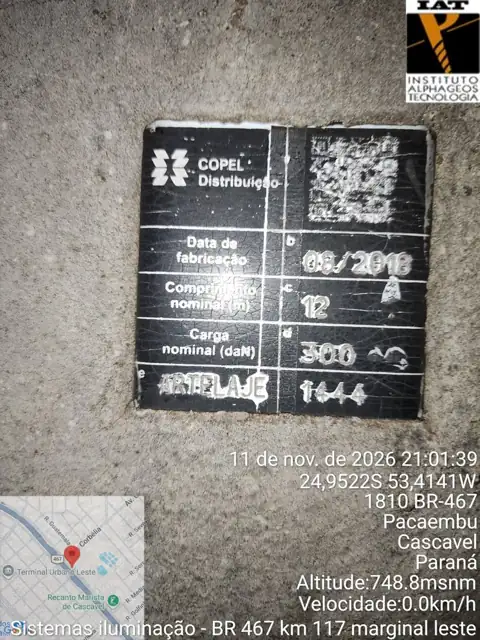 IAT
INSTITUTO
ALPHAGEOS
TECNOLOGIA
COPEL
Distribuição
Data de
fabricação
b
08/2018
Comprimento
nominal (m)
c
12
Carga
nominal (daN)
d
300
e
ARTELAJE
1444
11 de nov. de 2026 21:01:39
24,9522S 53,4141W
1810 BR-467
Pacaembu
Cascavel
Paraná
Altitude:748.8msnm
Velocidade:0.0km/h
Corbélia
467
Terminal Urbano Leste
Recanto Marista
de Cascavel
Sistemas iluminação - BR 467 km 117 marginal leste